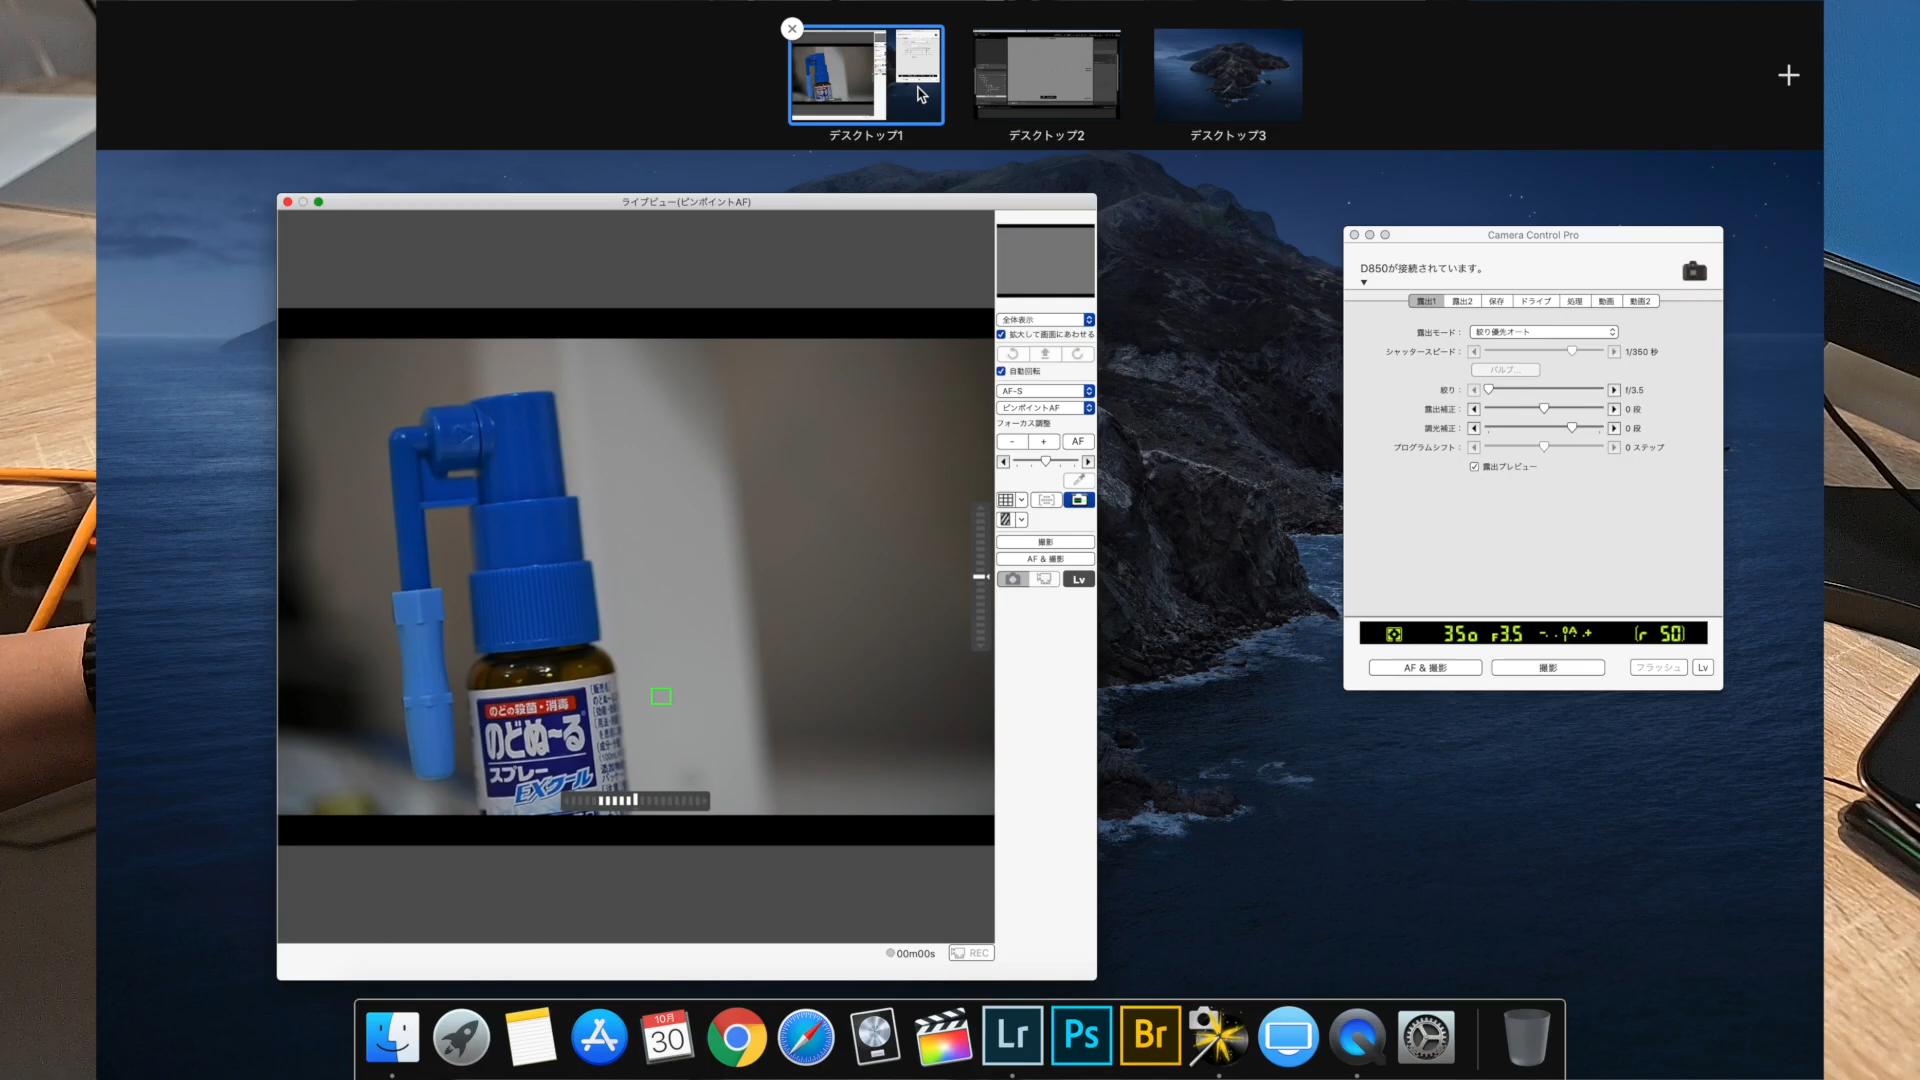 デスクトップ1
デスクトップ2
デスクトップ3
ライブビュー(ピンポイントAF)
全体表示
拡大して画面にあわせる
自動回転
AF-S
ピンポイントAF
フォーカス調整
- + AF
撮影
AF & 撮影
Lv
のどの殺菌・消毒
のどぬ〜る
スプレー
EXクール
00m00s
REC
Camera Control Pro
D850が接続されています。
露出1 露出2 保存 ドライブ 処理 動画 動画2
露出モード： 絞り優先オート
シャッタースピード： 1/350 秒
バルブ...
絞り： f/3.5
露出補正： 0 段
調光補正： 0 段
プログラムシフト： 0 ステップ
露出プレビュー
350 F3.5 (r 50)
AF & 撮影 撮影 フラッシュ Lv
10月
30
Lr
Ps
Br